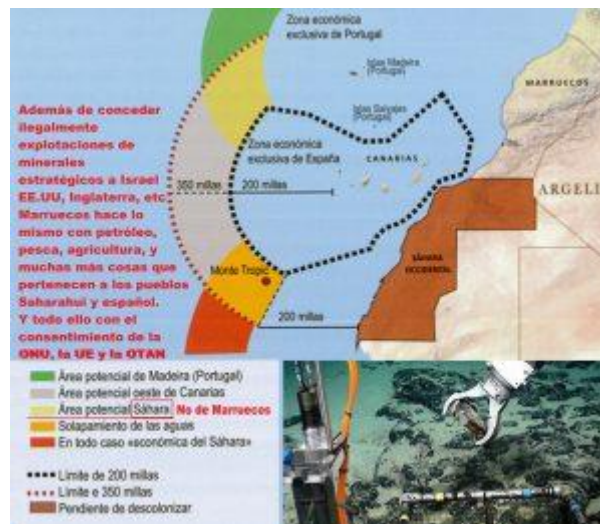 Zona económica
exclusiva de Portugal
Islas Madeira
(Portugal)
MARRUECOS
Islas Salvajes
(Portugal)
Además de conceder
ilegalmente
explotaciones de
minerales
estratégicos a Israel
EE.UU, Inglaterra, etc
Marruecos hace lo
mismo con petróleo,
pesca, agricultura, y
muchas más cosas que
pertenecen a los pueblos
Saharahui y español.
Y todo ello con el
consentimiento de la
ONU, la UE y la OTAN
Zona económica
exclusiva de España
CANARIAS
350 millas
200 millas
ARGELI
SÁHARA
OCCIDENTAL
Monte Tropic
200 millas
Área potencial de Madeira (Portugal)
Área potencial oeste de Canarias
Área potencial Sáhara No de Marruecos
Solapamiento de las aguas
En todo caso «económica del Sáhara»
Límite de 200 millas
Límite e 350 millas
Pendiente de descolonizar